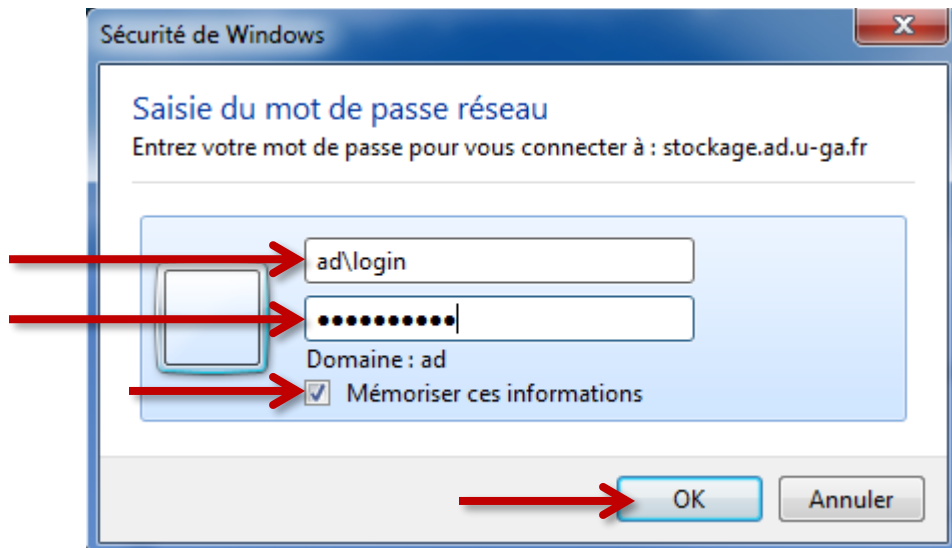 Sécurité de Windows
Saisie du mot de passe réseau
Entrez votre mot de passe pour vous connecter à : stockage.ad.u-ga.fr
ad\login
●●●●●●●●●●
Domaine : ad
Mémoriser ces informations
OK Annuler